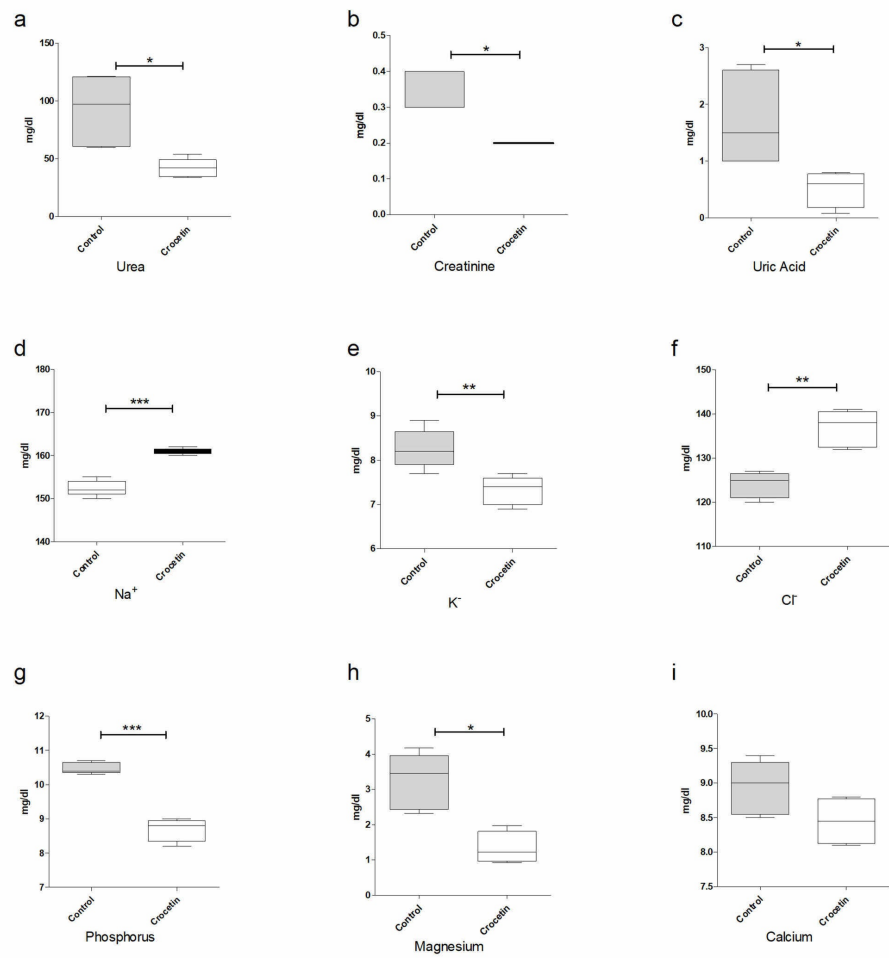 a
150
100
50
0
mg/dl
*
Control
Crocetin
Urea
b
0.5
0.4
0.3
0.2
0.1
0.0
mg/dl
*
Control
Crocetin
Creatinine
c
3
2
1
0
mg/dl
*
Control
Crocetin
Uric Acid
d
180
170
160
150
140
mg/dl
***
Control
Crocetin
Na⁺
e
10
9
8
7
6
mg/dl
**
Control
Crocetin
K⁻
f
150
140
130
120
110
mg/dl
**
Control
Crocetin
Cl⁻
g
12
11
10
9
8
7
mg/dl
***
Control
Crocetin
Phosphorus
h
5
4
3
2
1
0
mg/dl
*
Control
Crocetin
Magnesium
i
10.0
9.5
9.0
8.5
8.0
7.5
mg/dl
Control
Crocetin
Calcium